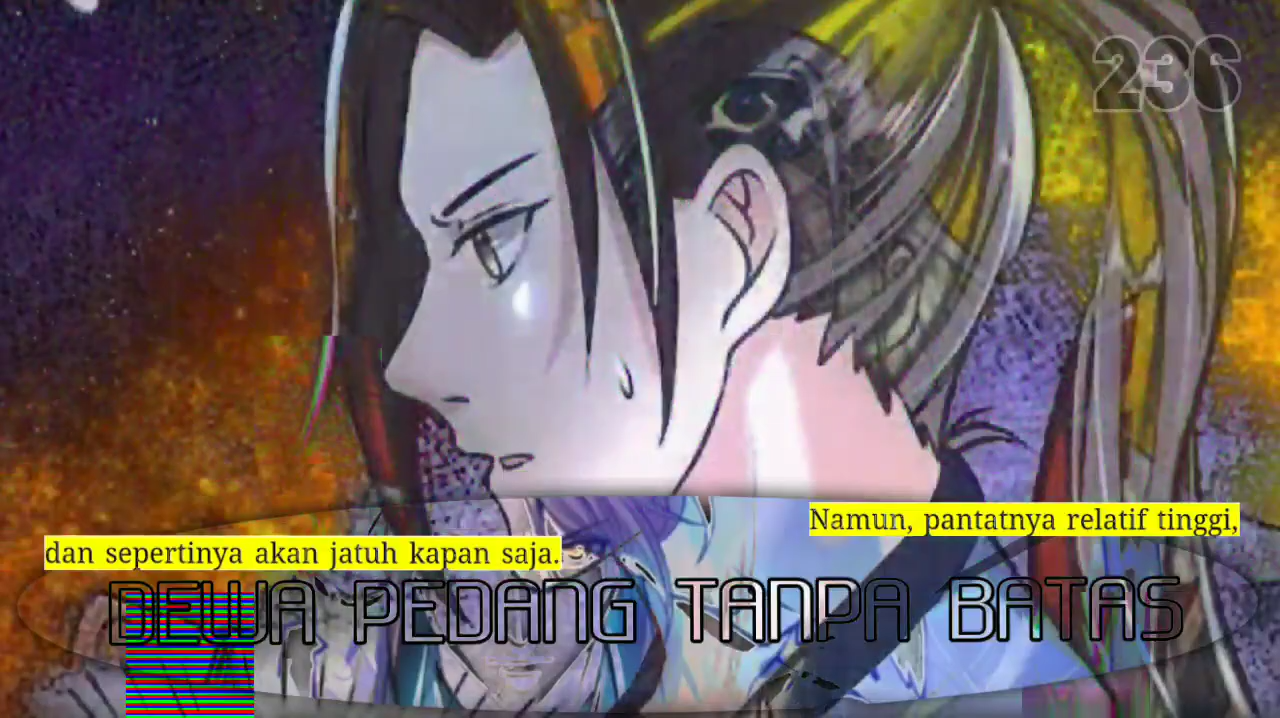 236
Namun, pantatnya relatif tinggi,
dan sepertinya akan jatuh kapan saja.
DEWA PEDANG TANPA BATAS